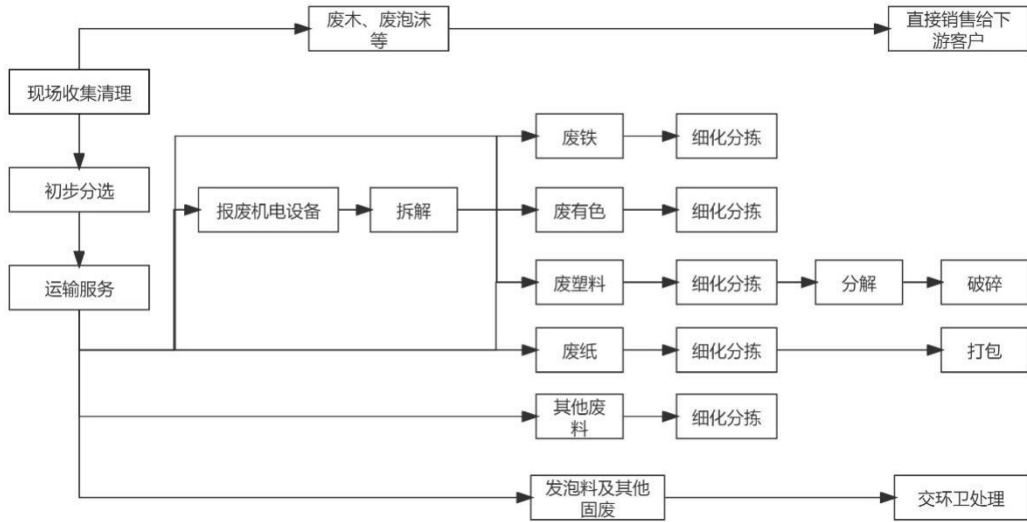 废木、废泡沫
等
直接销售给下
游客户
现场收集清理
废铁
细化分拣
初步分选
报废机电设备
拆解
废有色
细化分拣
运输服务
废塑料
细化分拣
分解
破碎
废纸
细化分拣
打包
其他废
料
细化分拣
发泡料及其他
固废
交环卫处理